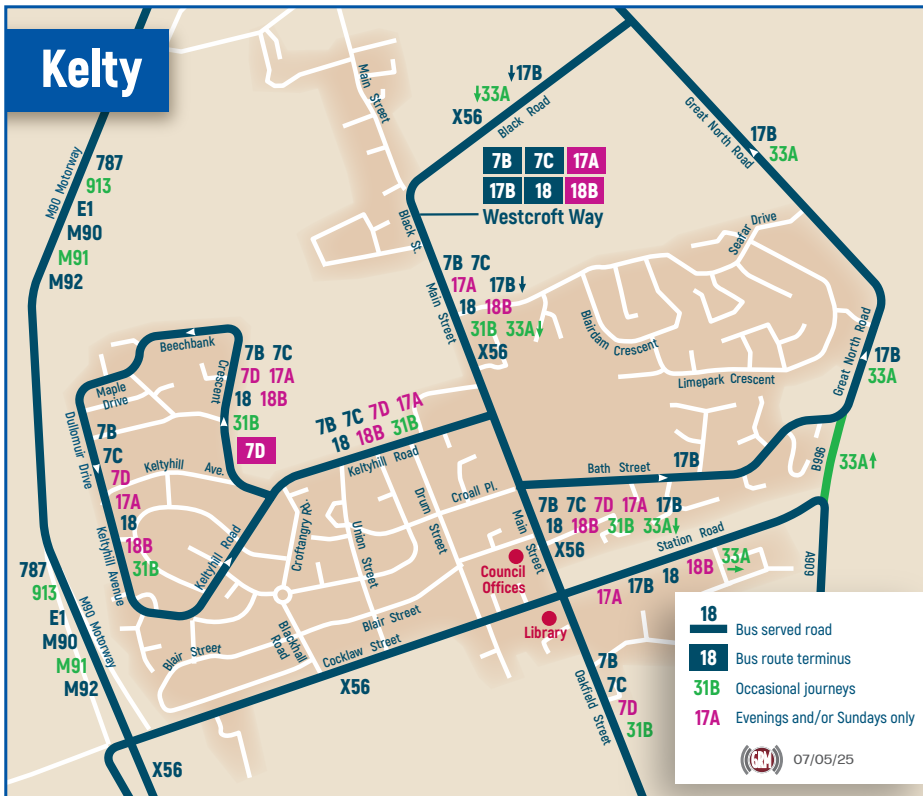 Kelty
Main Street
↓17B
↓33A
X56
Black Road
Great North Road
17B
33A
M90 Motorway
787
913
E1
M90
M91
M92
7B 7C 17A
17B 18 18B
Westcroft Way
Black St.
Seafar Drive
7B 7C
17A 17B↓
18 18B
31B 33A↓
X56
Main Street
Blairdam Crescent
Limepark Crescent
Great North Road
17B
33A
Beechbank
Crescent
Maple
Drive
7B 7C
7D 17A
18 18B
31B
7D
7B 7C 7D 17A
18 18B 31B
Keltyhill Road
Dullomuir Drive
7B
7C
7D
17A
18
18B
31B
Keltyhill Ave.
Keltyhill Avenue
Keltyhill Road
Croftangry Rd.
Union Street
Drum Street
Croall Pl.
Bath Street
17B
B996
33A↑
7B 7C 7D 17A 17B
18 18B 31B 33A↓
X56
Main Street
Station Road
Council
Offices
Library
17A 17B 18 18B 33A
→
A909
787
913
E1
M90
M91
M92
M90 Motorway
Blair Street
Blair Street
Blackhall
Road
Cocklaw Street
X56
X56
7B
7C
7D
31B
Oakfield Street
18
Bus served road
18 Bus route terminus
31B Occasional journeys
17A Evenings and/or Sundays only
GRM 07/05/25